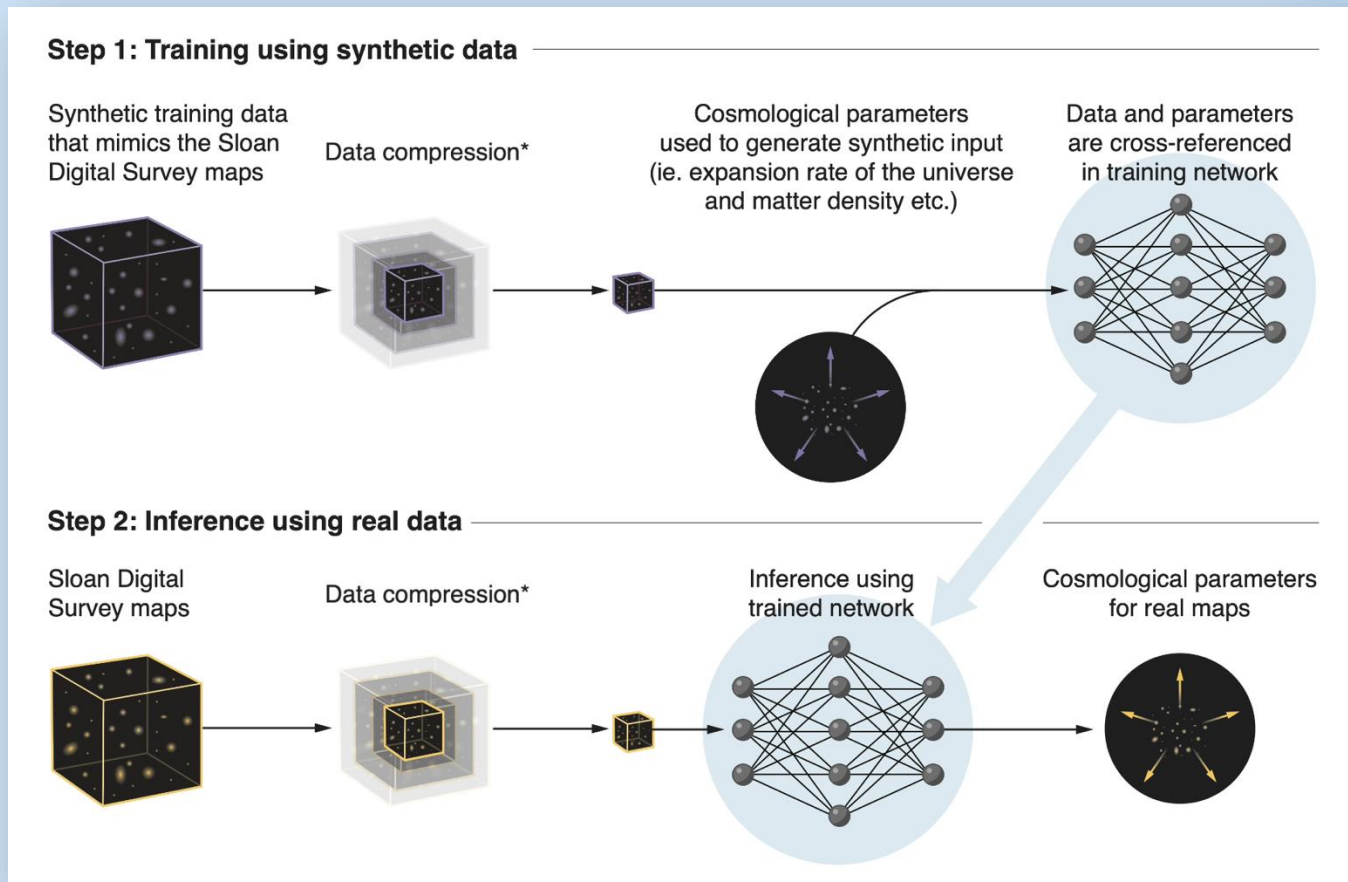 Step 1: Training using synthetic data
Synthetic training data
that mimics the Sloan
Digital Survey maps
Data compression*
Cosmological parameters
used to generate synthetic input
(ie. expansion rate of the universe
and matter density etc.)
Data and parameters
are cross-referenced
in training network
Step 2: Inference using real data
Sloan Digital
Survey maps
Data compression*
Inference using
trained network
Cosmological parameters
for real maps